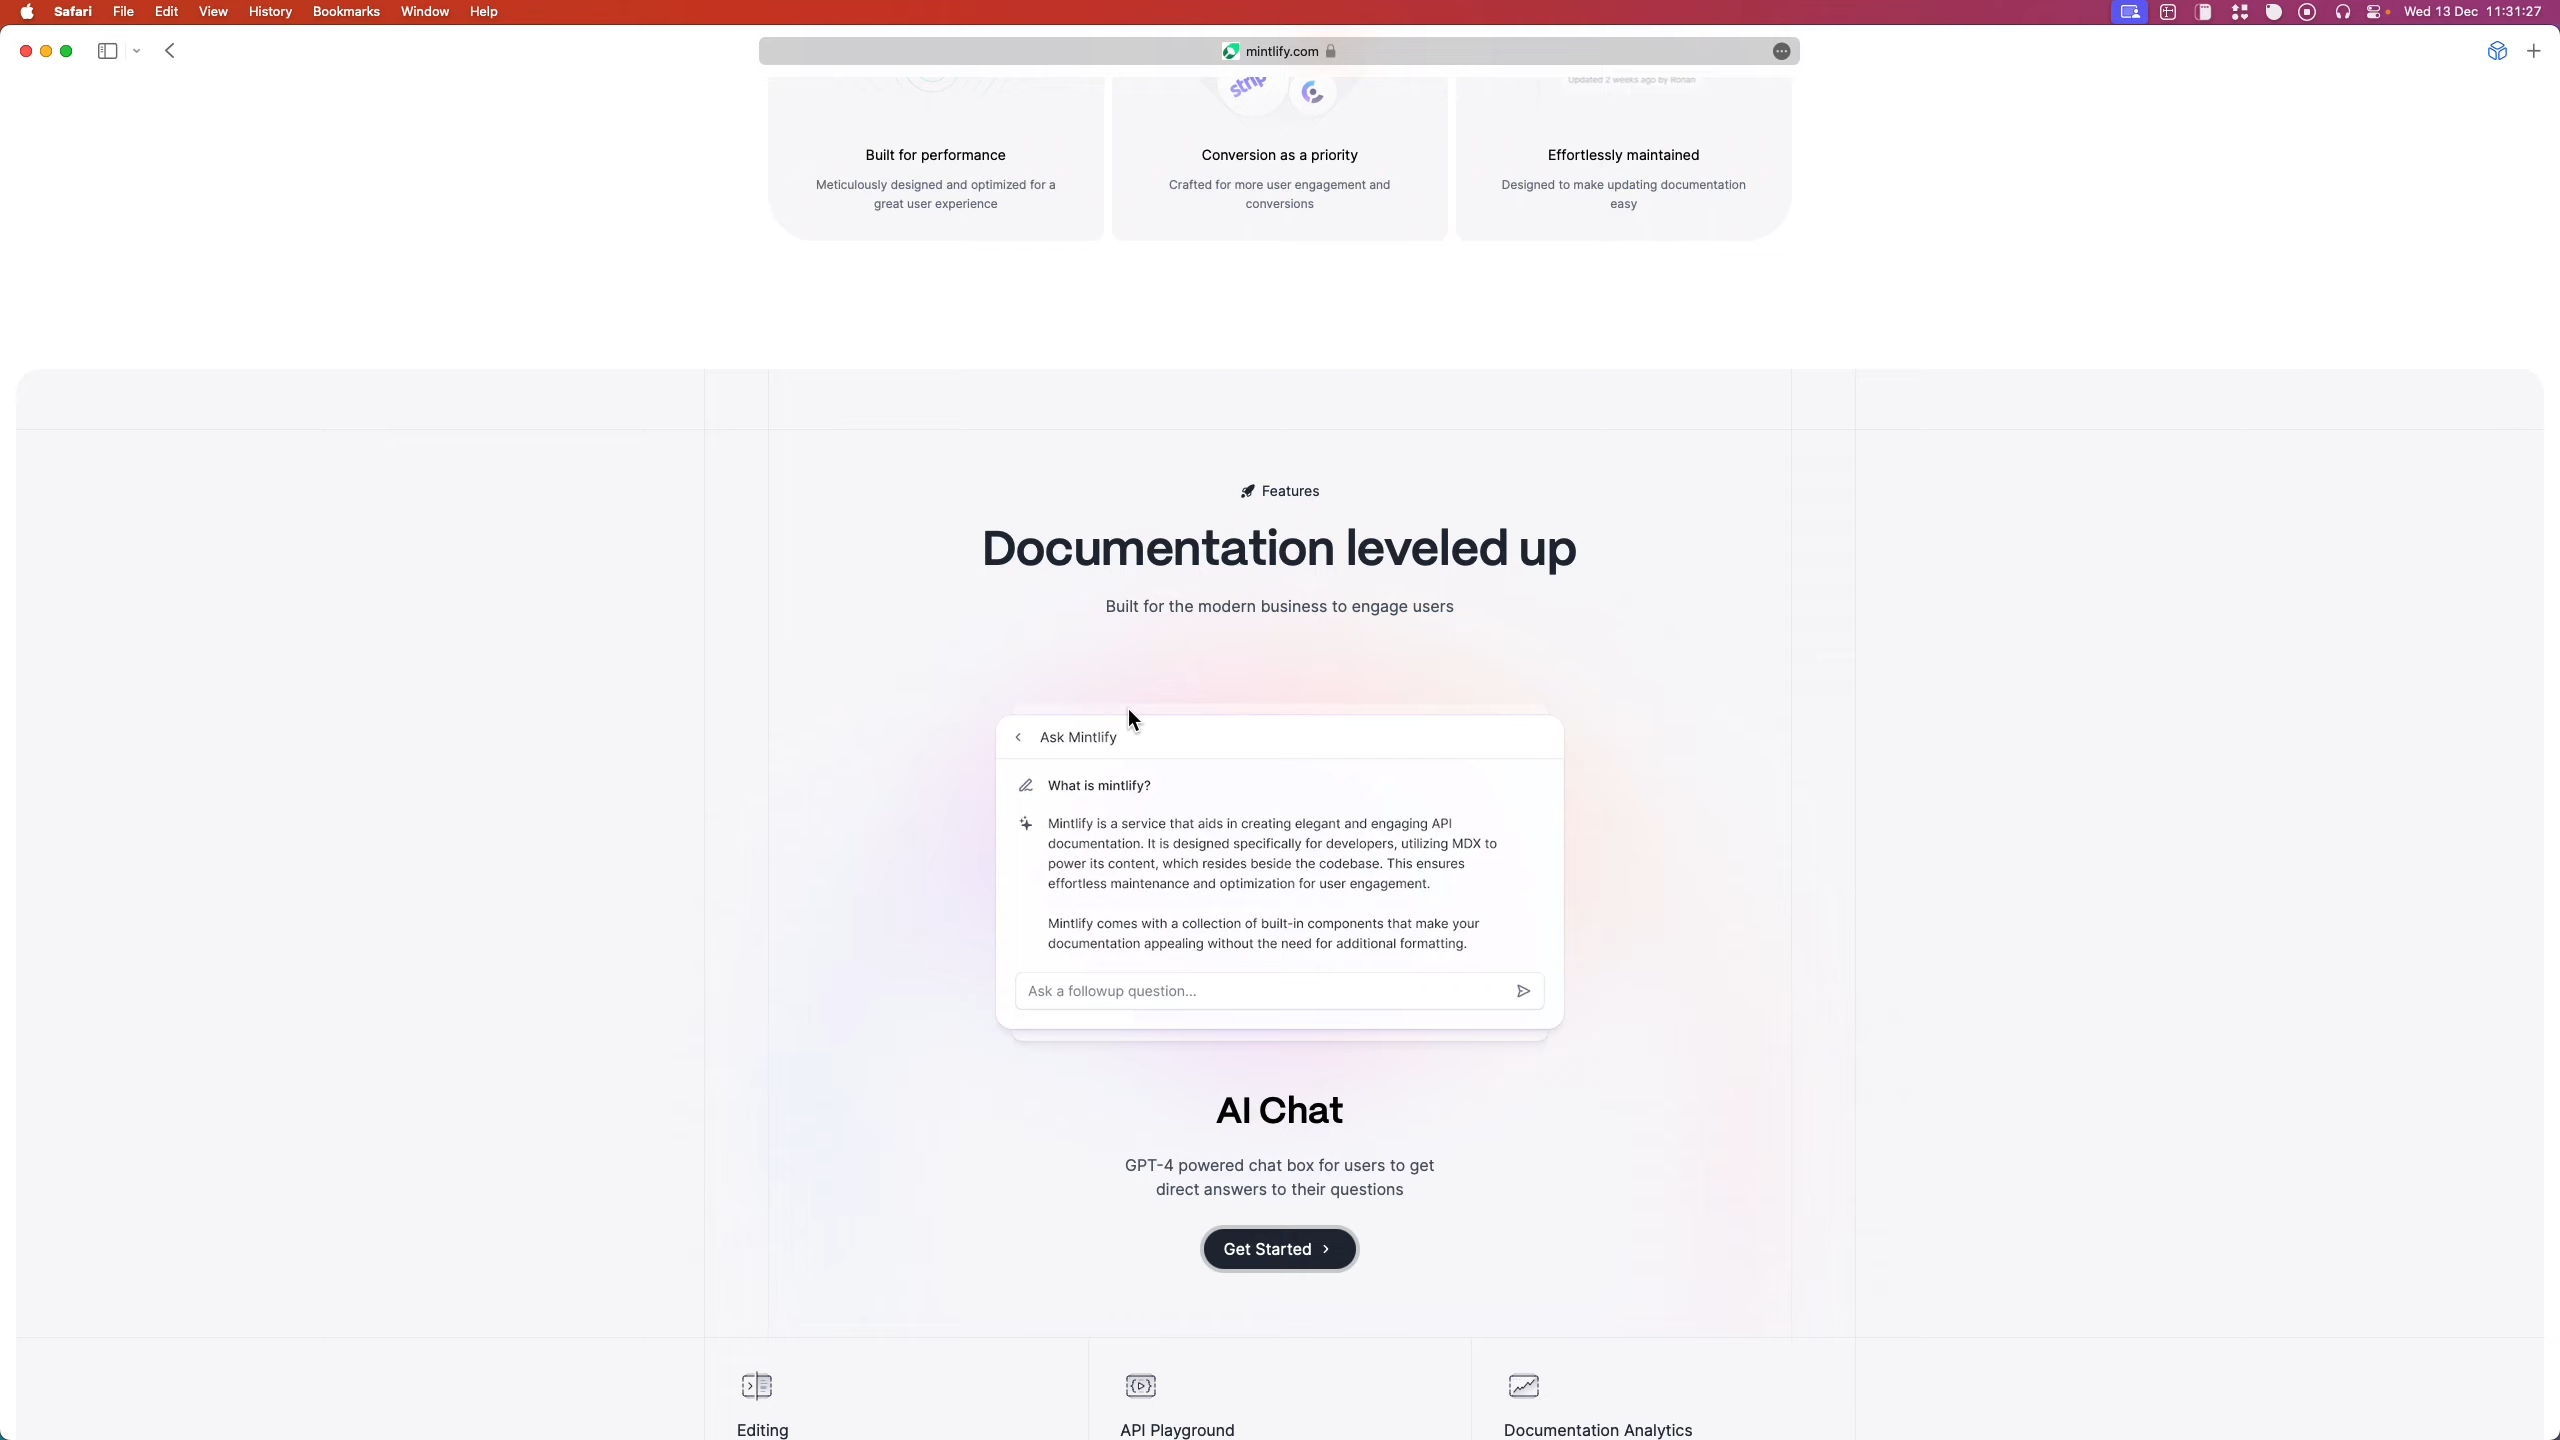 Safari File Edit View History Bookmarks Window Help Wed 13 Dec 11:31:27
mintlify.com
stripe
Updated 2 weeks ago by Ronan
Built for performance
Meticulously designed and optimized for a
great user experience
Conversion as a priority
Crafted for more user engagement and
conversions
Effortlessly maintained
Designed to make updating documentation
easy
Features
Documentation leveled up
Built for the modern business to engage users
Ask Mintlify
What is mintlify?
Mintlify is a service that aids in creating elegant and engaging API
documentation. It is designed specifically for developers, utilizing MDX to
power its content, which resides beside the codebase. This ensures
effortless maintenance and optimization for user engagement.
Mintlify comes with a collection of built-in components that make your
documentation appealing without the need for additional formatting.
Ask a followup question...
AI Chat
GPT-4 powered chat box for users to get
direct answers to their questions
Get Started
Editing
API Playground
Documentation Analytics